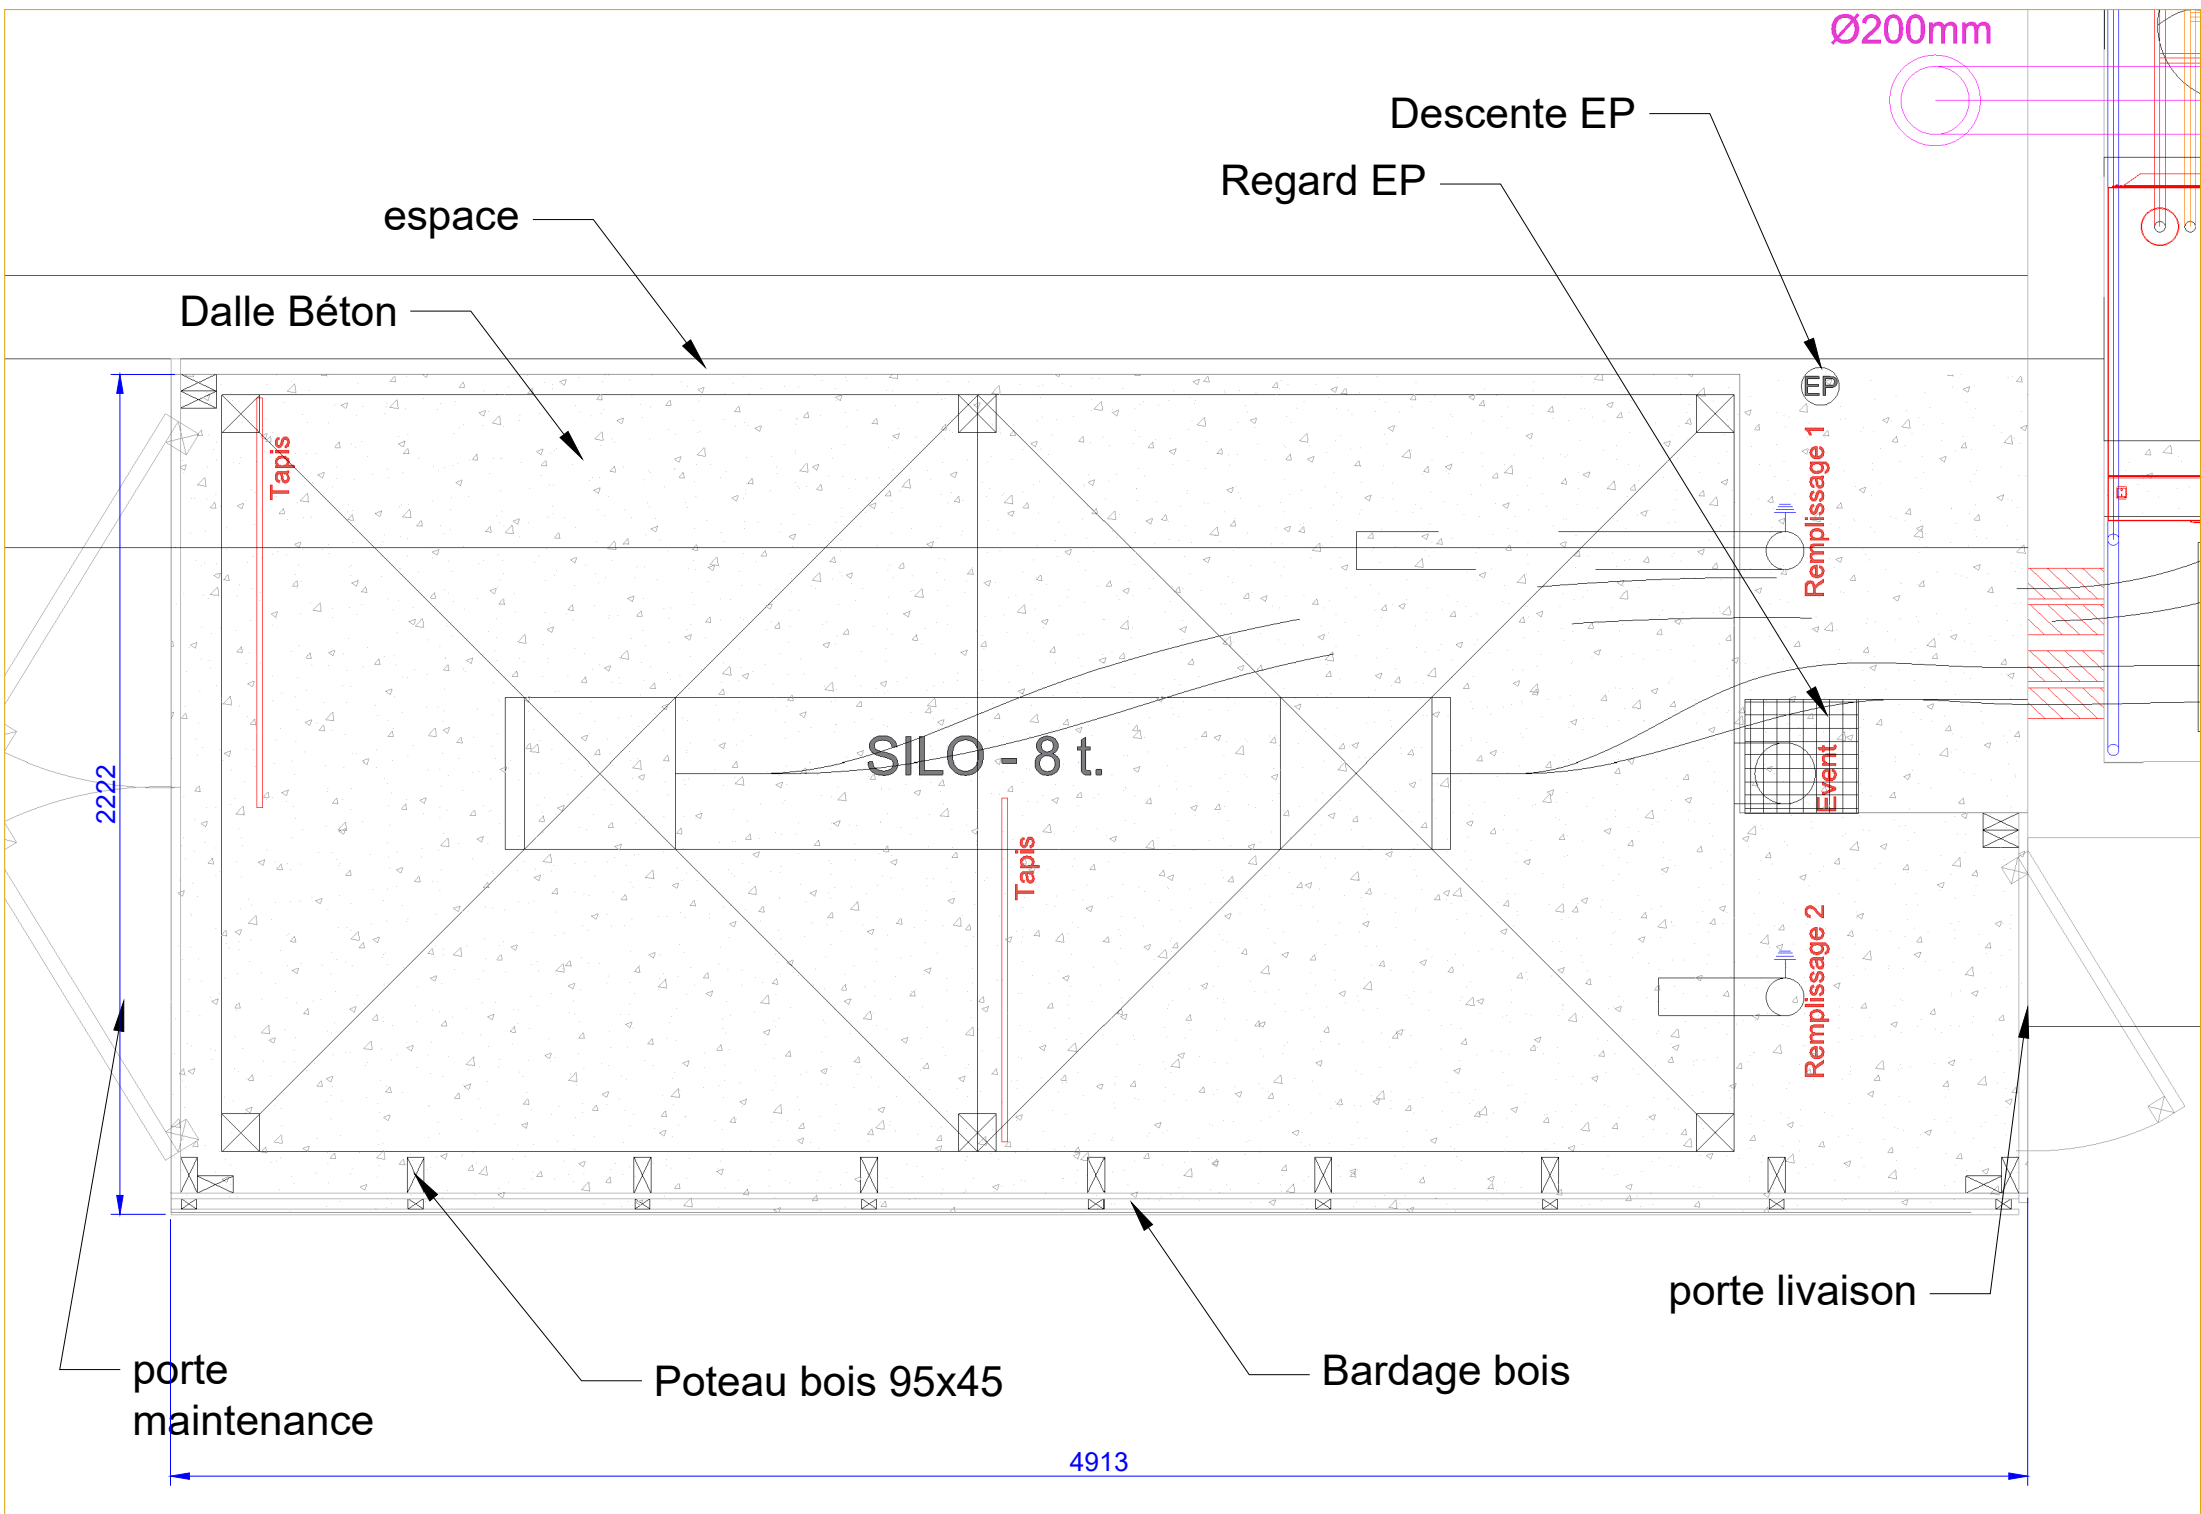 Ø200mm
Descente EP
Regard EP
espace
Dalle Béton
EP
Tapis
Remplissage 1
SILO - 8 t.
Event
2222
Tapis
Remplissage 2
porte livaison
porte
maintenance
Poteau bois 95x45
Bardage bois
4913